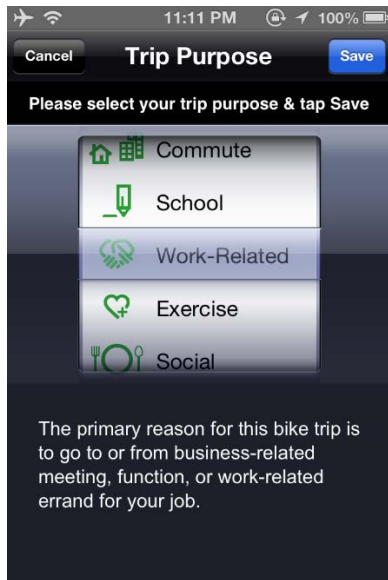 11:11 PM 100%
Cancel Trip Purpose Save
Please select your trip purpose & tap Save
Commute
School
Work-Related
Exercise
Social
The primary reason for this bike trip is
to go to or from business-related
meeting, function, or work-related
errand for your job.